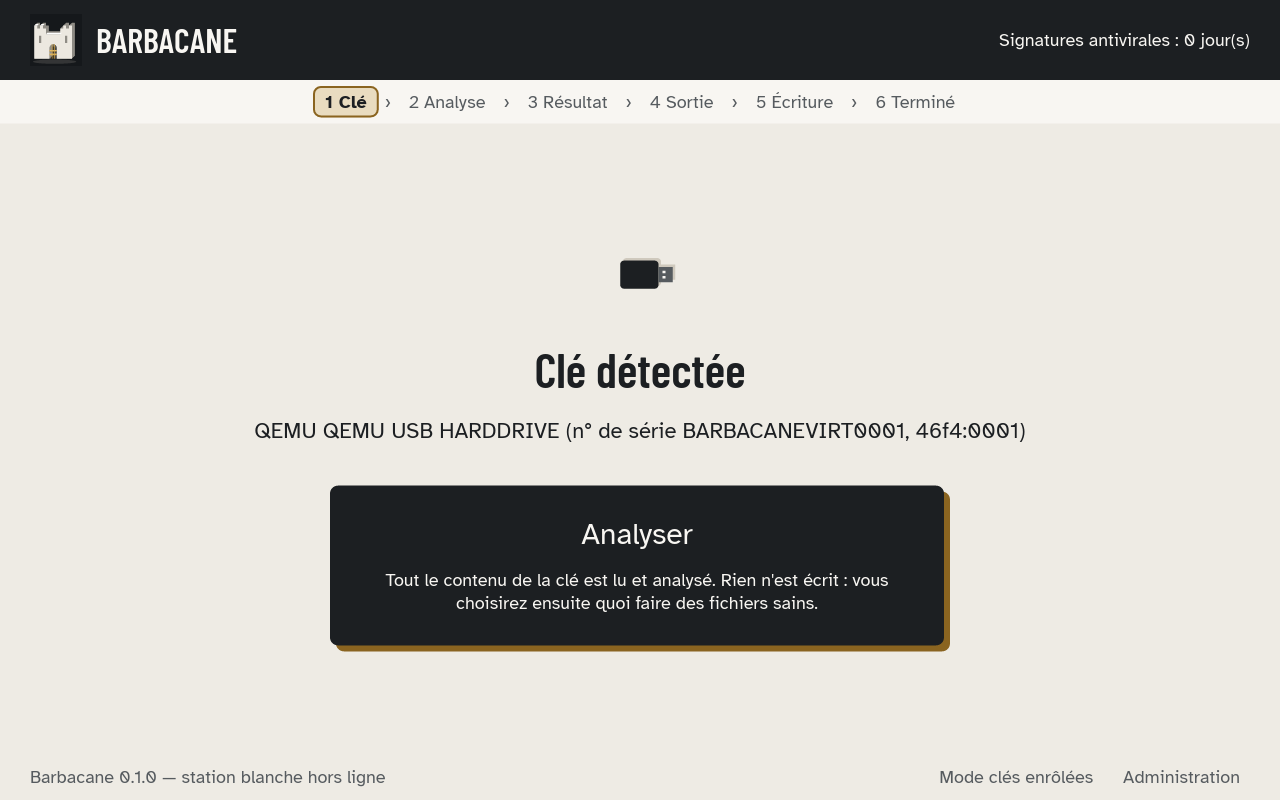 BARBACANE
Signatures antivirales : 0 jour(s)
1 Clé › 2 Analyse › 3 Résultat › 4 Sortie › 5 Écriture › 6 Terminé
Clé détectée
QEMU QEMU USB HARDDRIVE (n° de série BARBACANEVIRT0001, 46f4:0001)
Analyser
Tout le contenu de la clé est lu et analysé. Rien n'est écrit : vous
choisirez ensuite quoi faire des fichiers sains.
Barbacane 0.1.0 — station blanche hors ligne
Mode clés enrôlées
Administration